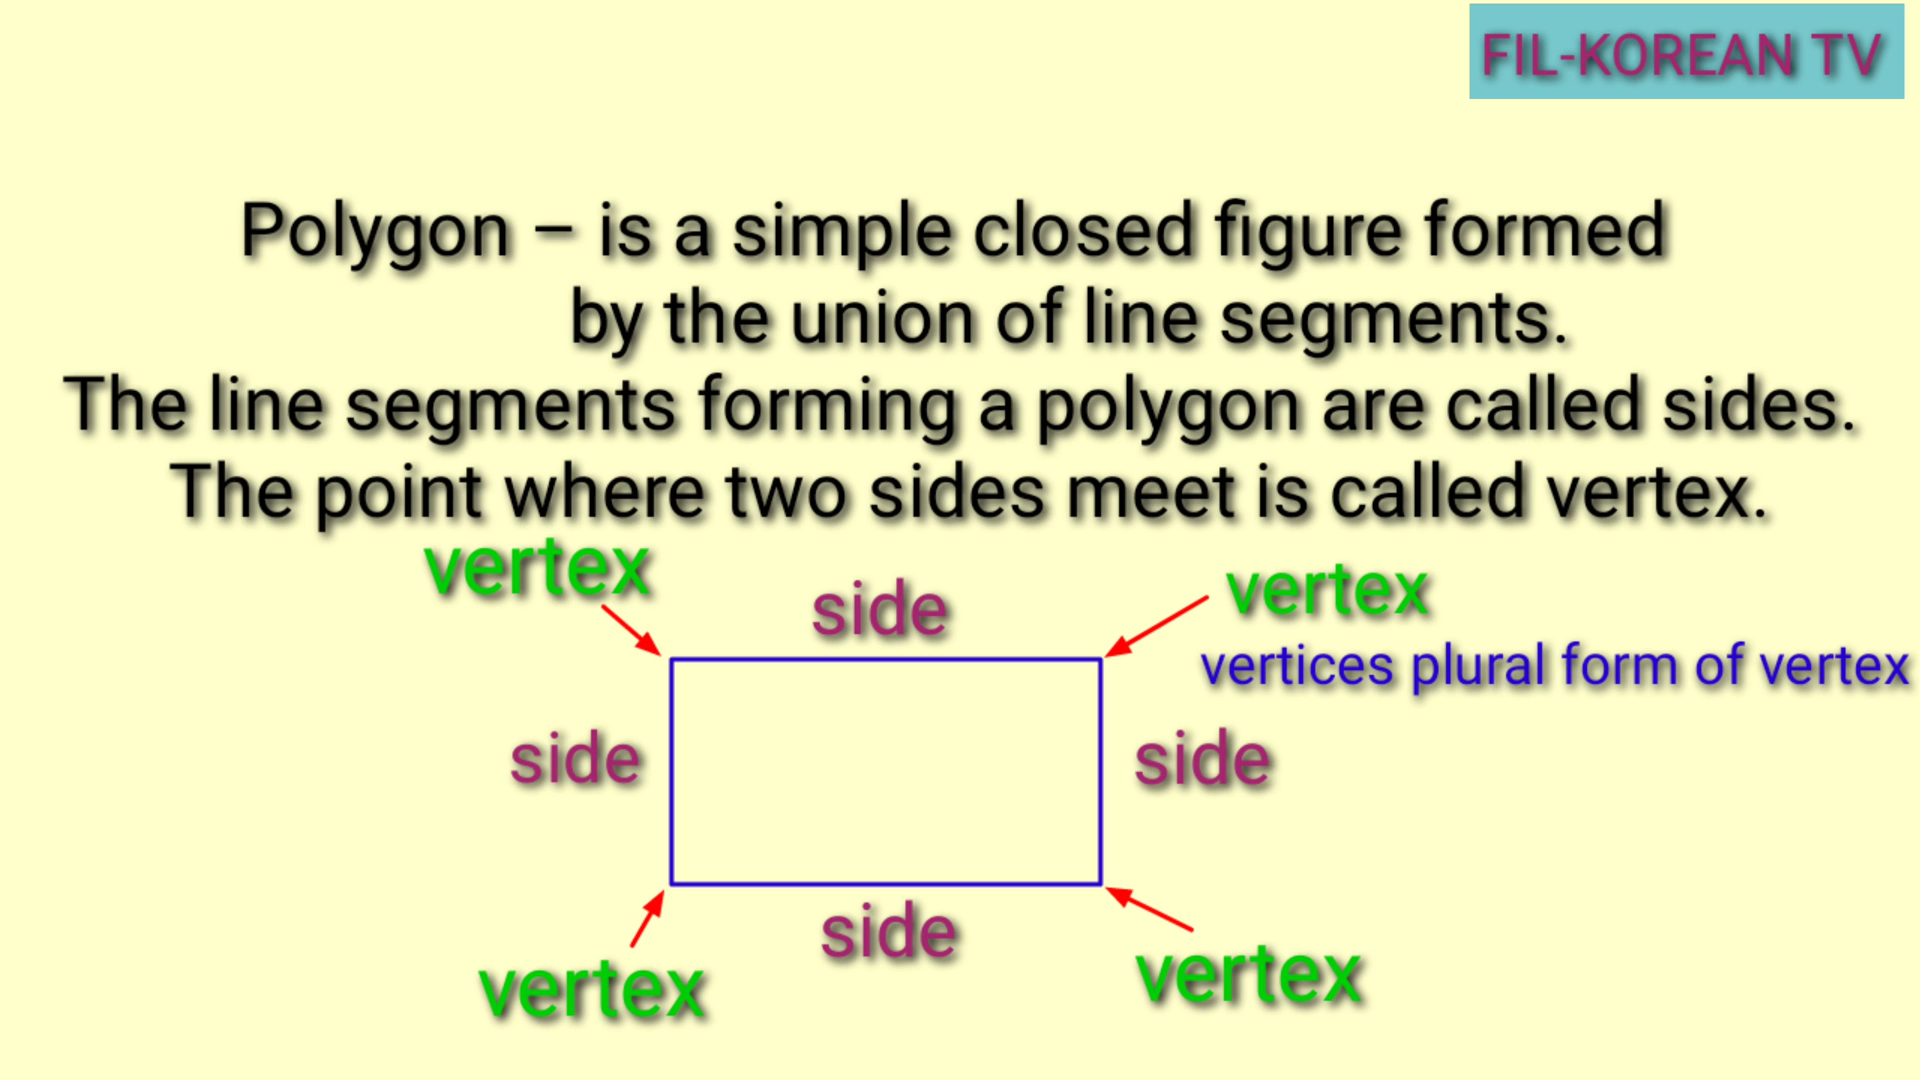 FIL-KOREAN TV
Polygon – is a simple closed figure formed
by the union of line segments.
The line segments forming a polygon are called sides.
The point where two sides meet is called vertex.
vertex
side
vertex
vertices plural form of vertex
side
side
side
vertex
vertex